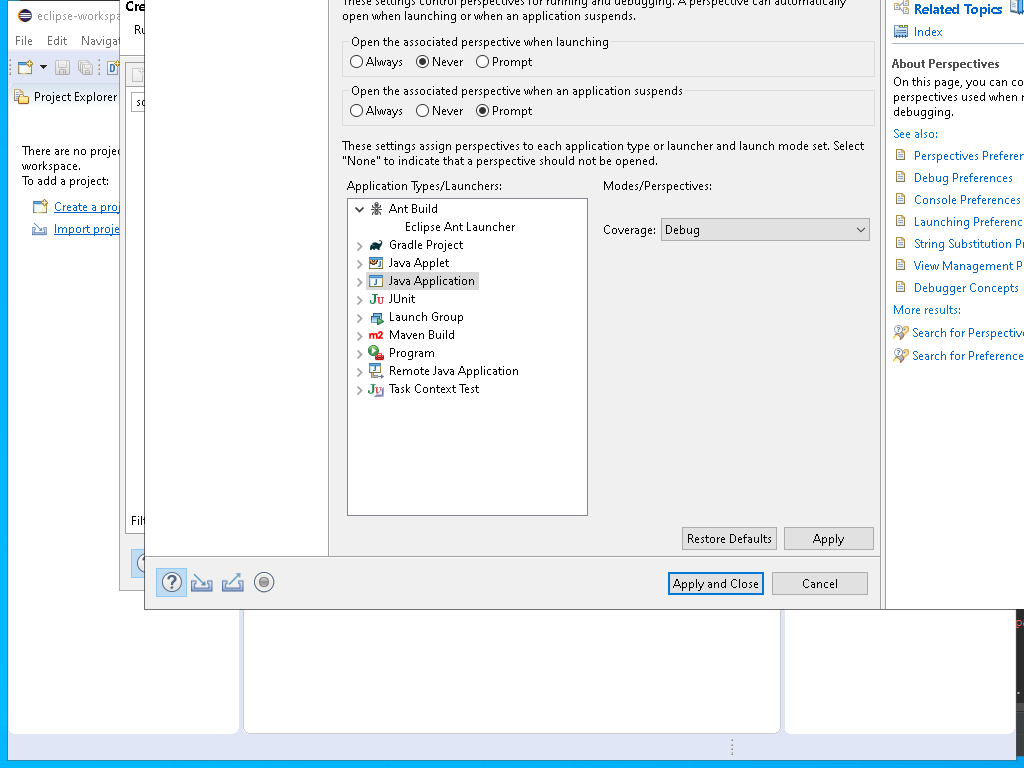 eclipse-workspa
File Edit Navigat
Project Explorer
There are no proje
workspace.
To add a project:
Create a proj
Import proje
Cre
Ru
sc
Filt
These settings control perspectives for running and debugging. A perspective can automatically
open when launching or when an application suspends.
Open the associated perspective when launching
Always Never Prompt
Open the associated perspective when an application suspends
Always Never Prompt
These settings assign perspectives to each application type or launcher and launch mode set. Select
"None" to indicate that a perspective should not be opened.
Application Types/Launchers:
Modes/Perspectives:
Ant Build
Eclipse Ant Launcher
Gradle Project
Java Applet
Java Application
JUnit
Launch Group
Maven Build
Program
Remote Java Application
Task Context Test
Coverage: Debug
Restore Defaults Apply
Apply and Close Cancel
Related Topics
Index
About Perspectives
On this page, you can co
perspectives used when r
debugging.
See also:
Perspectives Preferen
Debug Preferences
Console Preferences
Launching Preferenc
String Substitution Pr
View Management P
Debugger Concepts
More results:
Search for Perspectiv
Search for Preference